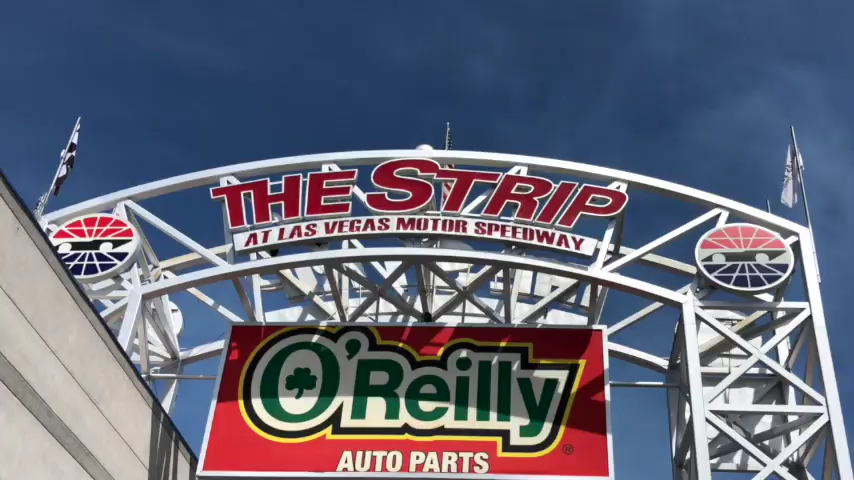 THE STRIP
AT LAS VEGAS MOTOR SPEEDWAY
O'Reilly
®
AUTO PARTS